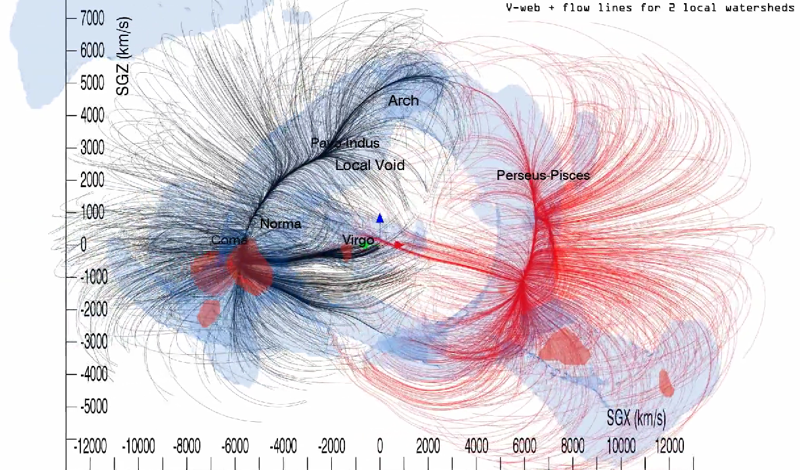 V-web + flow lines for 2 local watersheds
SGZ (km/s)
7000
6000
5000
4000
3000
2000
1000
0
-1000
-2000
-3000
-4000
-5000
Arch
Pavo-Indus
Local Void
Perseus-Pisces
Norma
Coma
Virgo
SGX (km/s)
-12000 -10000 -8000 -6000 -4000 -2000 0 2000 4000 6000 8000 10000 12000